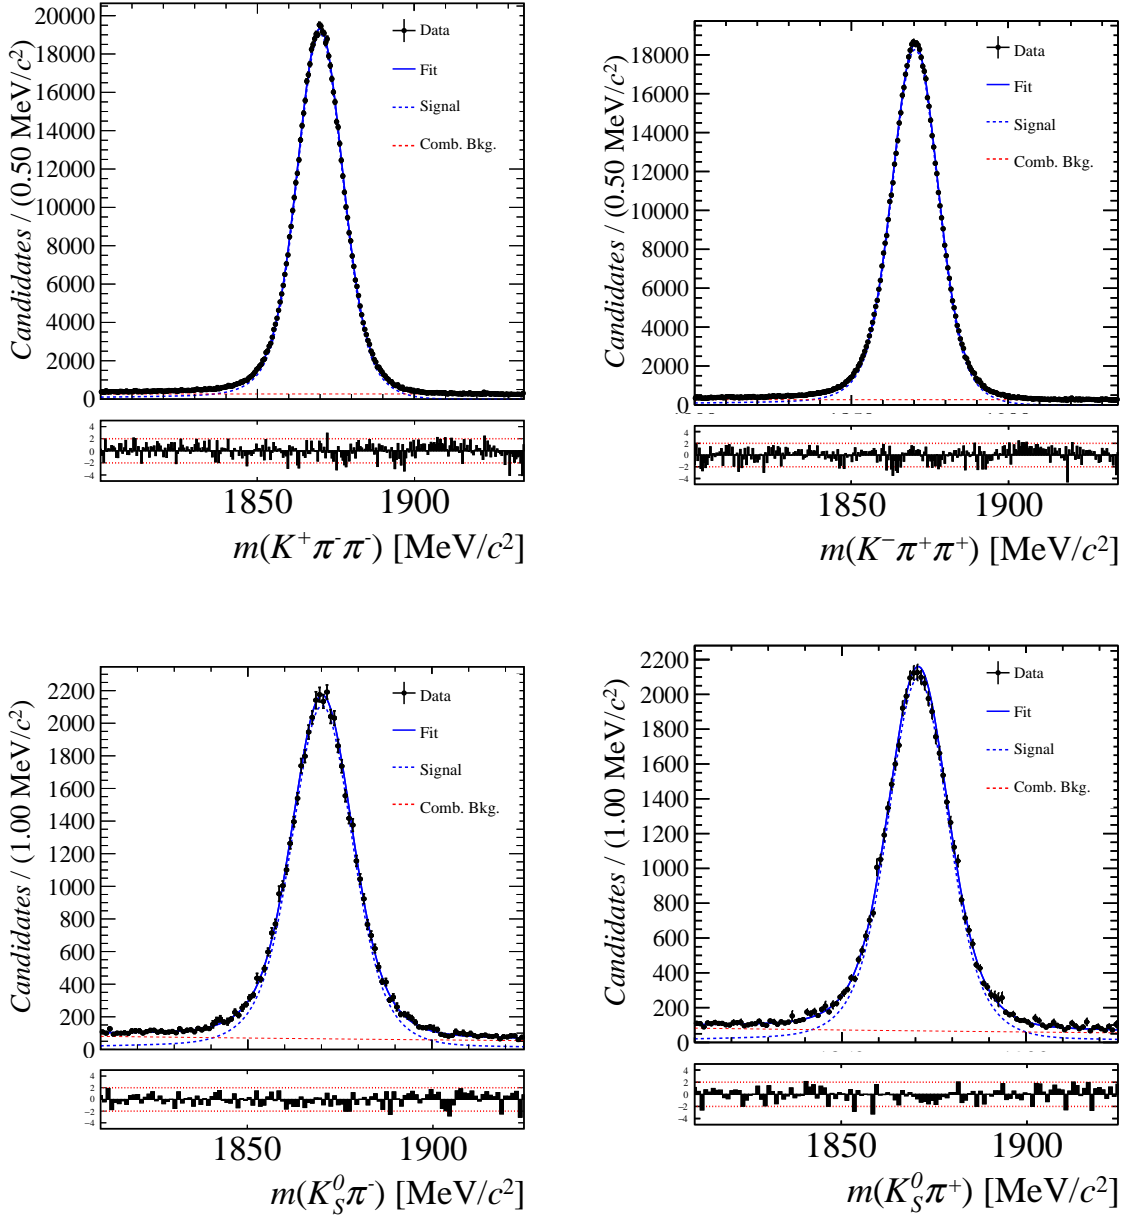 Candidates / (0.50 MeV/c²)
20000
18000
16000
14000
12000
10000
8000
6000
4000
2000
0
Data
Fit
Signal
Comb. Bkg.
4
2
0
−2
−4
1850 1900
m(K⁺π⁻π⁻) [MeV/c²]
Candidates / (0.50 MeV/c²)
18000
16000
14000
12000
10000
8000
6000
4000
2000
0
Data
Fit
Signal
Comb. Bkg.
4
2
0
−2
−4
1850 1900
m(K⁻π⁺π⁺) [MeV/c²]
Candidates / (1.00 MeV/c²)
2200
2000
1800
1600
1400
1200
1000
800
600
400
200
0
Data
Fit
Signal
Comb. Bkg.
4
2
0
−2
−4
1850 1900
m(K_S^0π⁻) [MeV/c²]
Candidates / (1.00 MeV/c²)
2200
2000
1800
1600
1400
1200
1000
800
600
400
200
0
Data
Fit
Signal
Comb. Bkg.
4
2
0
−2
−4
1850 1900
m(K_S^0π⁺) [MeV/c²]